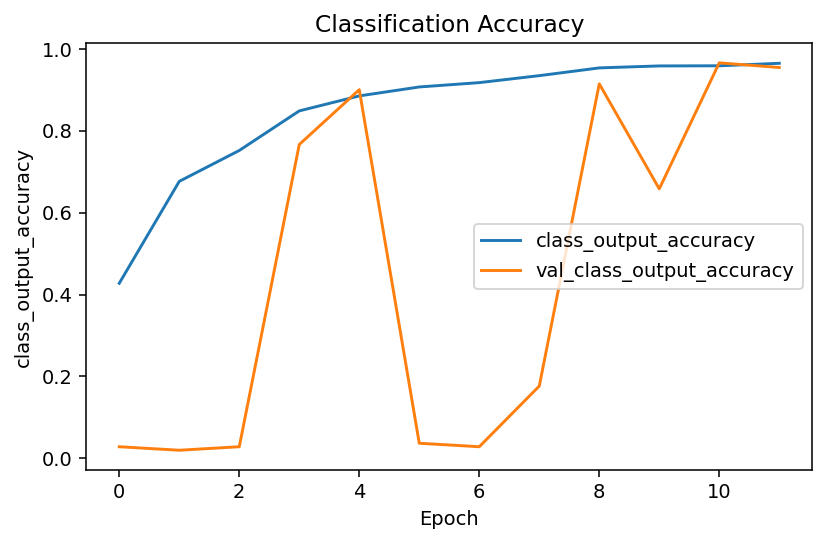 Classification Accuracy
class_output_accuracy
1.0
0.8
0.6
0.4
0.2
0.0
class_output_accuracy
val_class_output_accuracy
0 2 4 6 8 10
Epoch